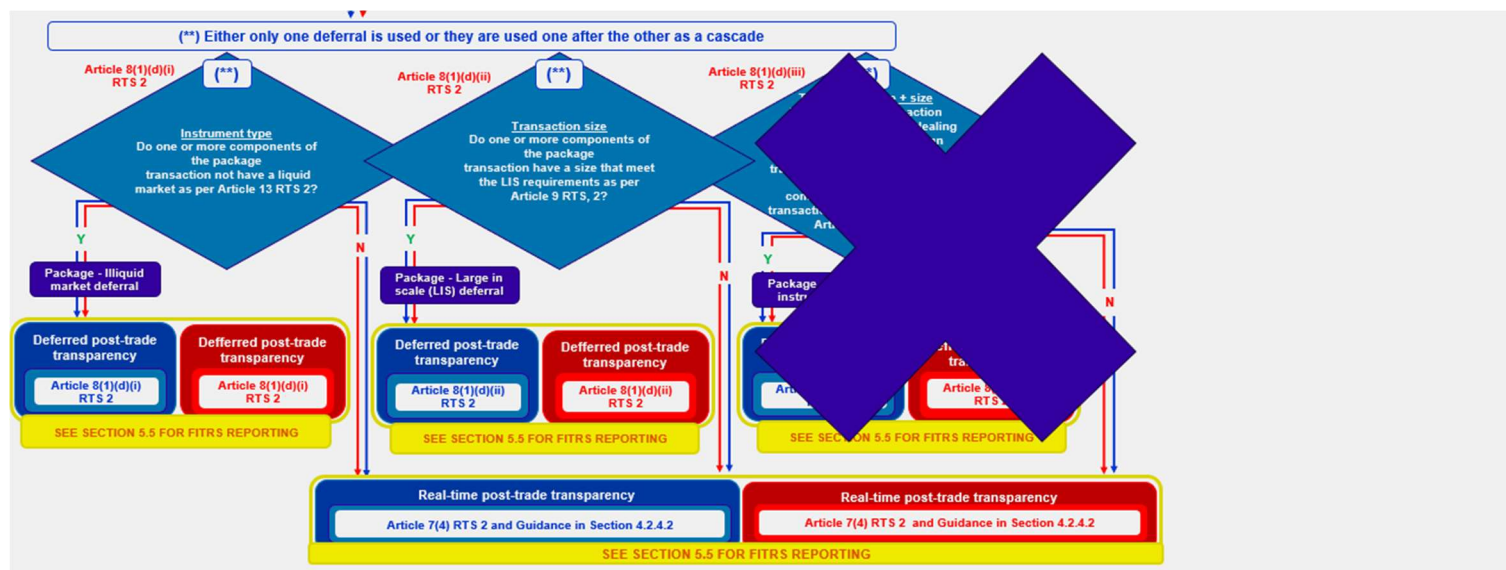 (**) Either only one deferral is used or they are used one after the other as a cascade
Article 8(1)(d)(i)
RTS 2
(**)
Instrument type
Do one or more components of
the package
transaction not have a liquid
market as per Article 13 RTS 2?
Y
N
Package - Illiquid
market deferral
Deferred post-trade
transparency
Article 8(1)(d)(i)
RTS 2
Defferred post-trade
transparency
Article 8(1)(d)(i)
RTS 2
SEE SECTION 5.5 FOR FITRS REPORTING
Article 8(1)(d)(ii)
RTS 2
(**)
Transaction size
Do one or more components of
the package
transaction have a size that meet
the LIS requirements as per
Article 9 RTS, 2?
Y
N
Package - Large in
scale (LIS) deferral
Deferred post-trade
transparency
Article 8(1)(d)(ii)
RTS 2
Defferred post-trade
transparency
Article 8(1)(d)(ii)
RTS 2
SEE SECTION 5.5 FOR FITRS REPORTING
Article 8(1)(d)(iii)
RTS 2
+ size
Y
N
Package
RTS
SEE SECTION 5.5 FOR FITRS REPORTING
Real-time post-trade transparency
Article 7(4) RTS 2 and Guidance in Section 4.2.4.2
Real-time post-trade transparency
Article 7(4) RTS 2 and Guidance in Section 4.2.4.2
SEE SECTION 5.5 FOR FITRS REPORTING